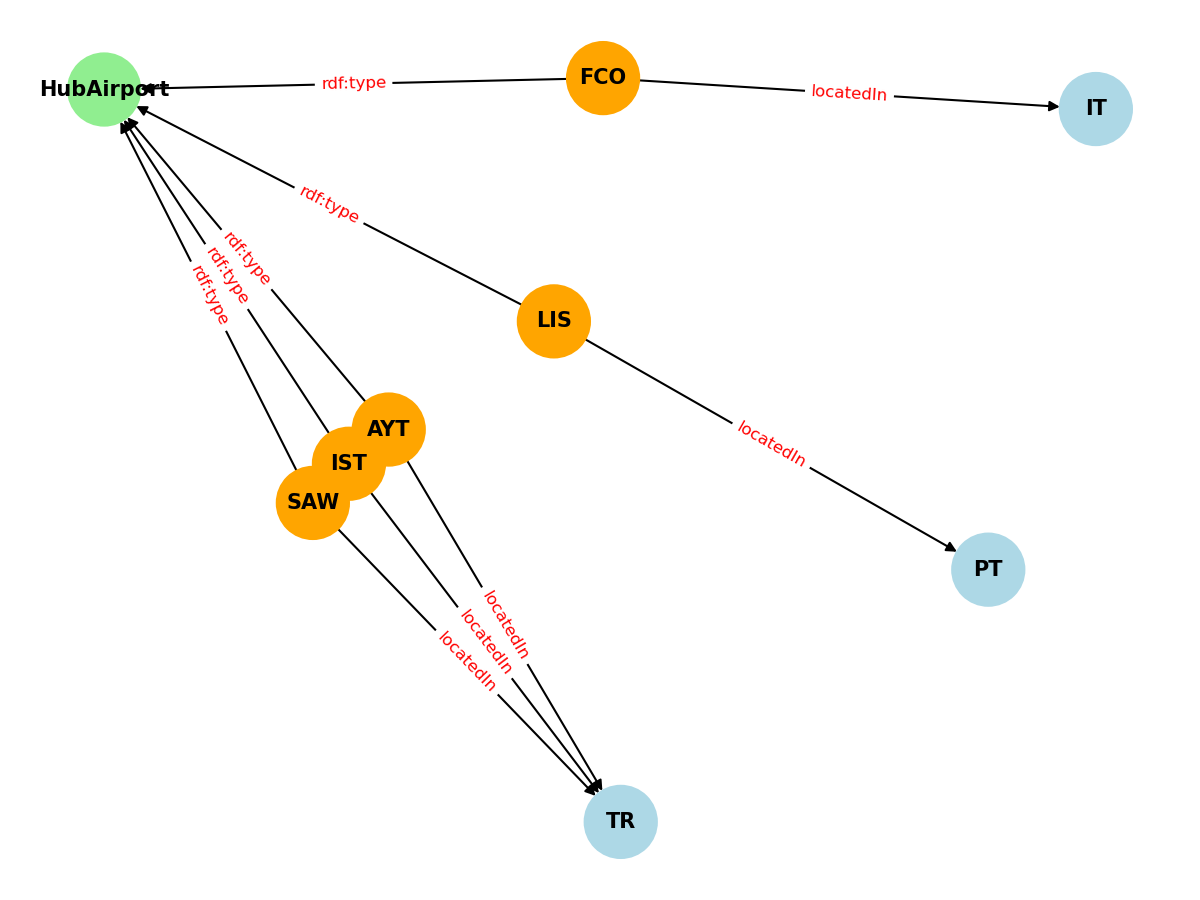 FCO
HubAirport
rdf:type
locatedIn
IT
rdf:type
rdf:type
rdf:type
rdf:type
LIS
AYT
locatedIn
IST
SAW
PT
locatedIn
locatedIn
locatedIn
TR